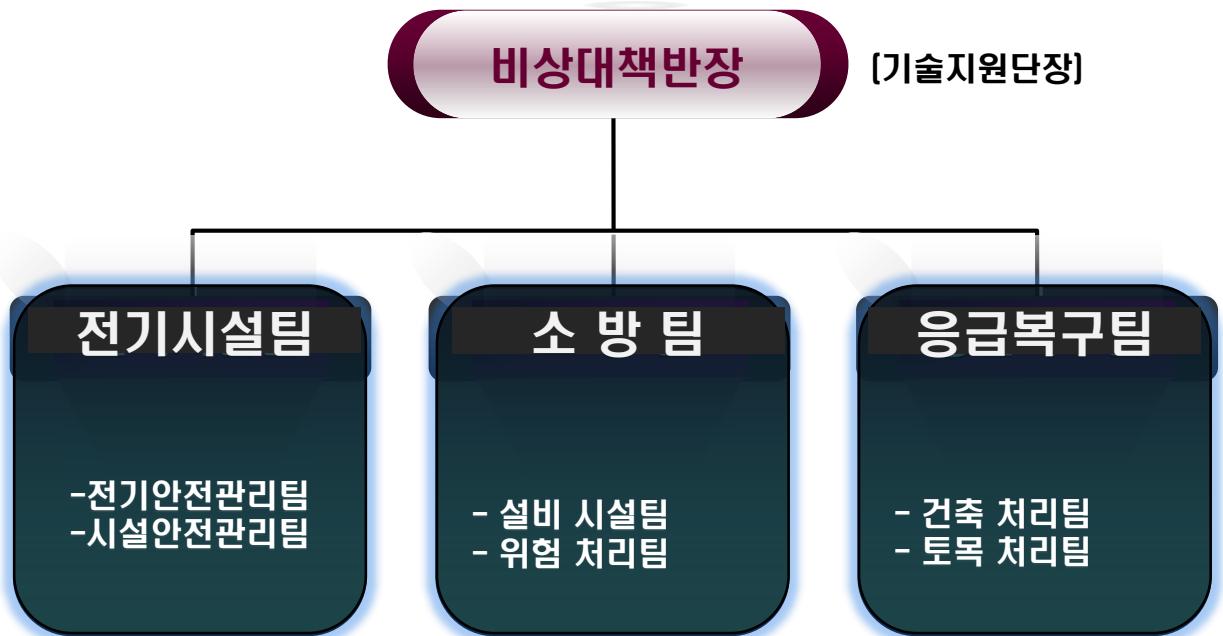 비상대책반장
[기술지원단장]
전기시설팀
소 방 팀
응급복구팀
-전기안전관리팀
-시설안전관리팀
- 설비 시설팀
- 위험 처리팀
- 건축 처리팀
- 토목 처리팀